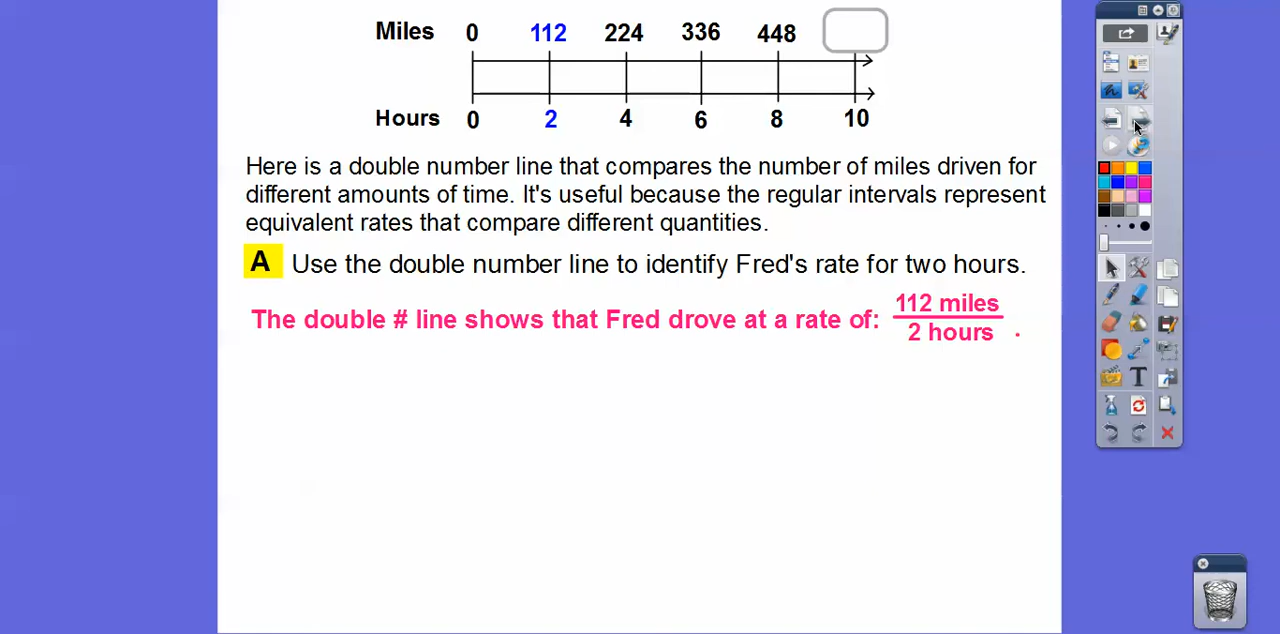 Miles 0 112 224 336 448
Hours 0 2 4 6 8 10
Here is a double number line that compares the number of miles driven for
different amounts of time. It's useful because the regular intervals represent
equivalent rates that compare different quantities.
A Use the double number line to identify Fred's rate for two hours.
The double # line shows that Fred drove at a rate of: 112 miles
2 hours .
T